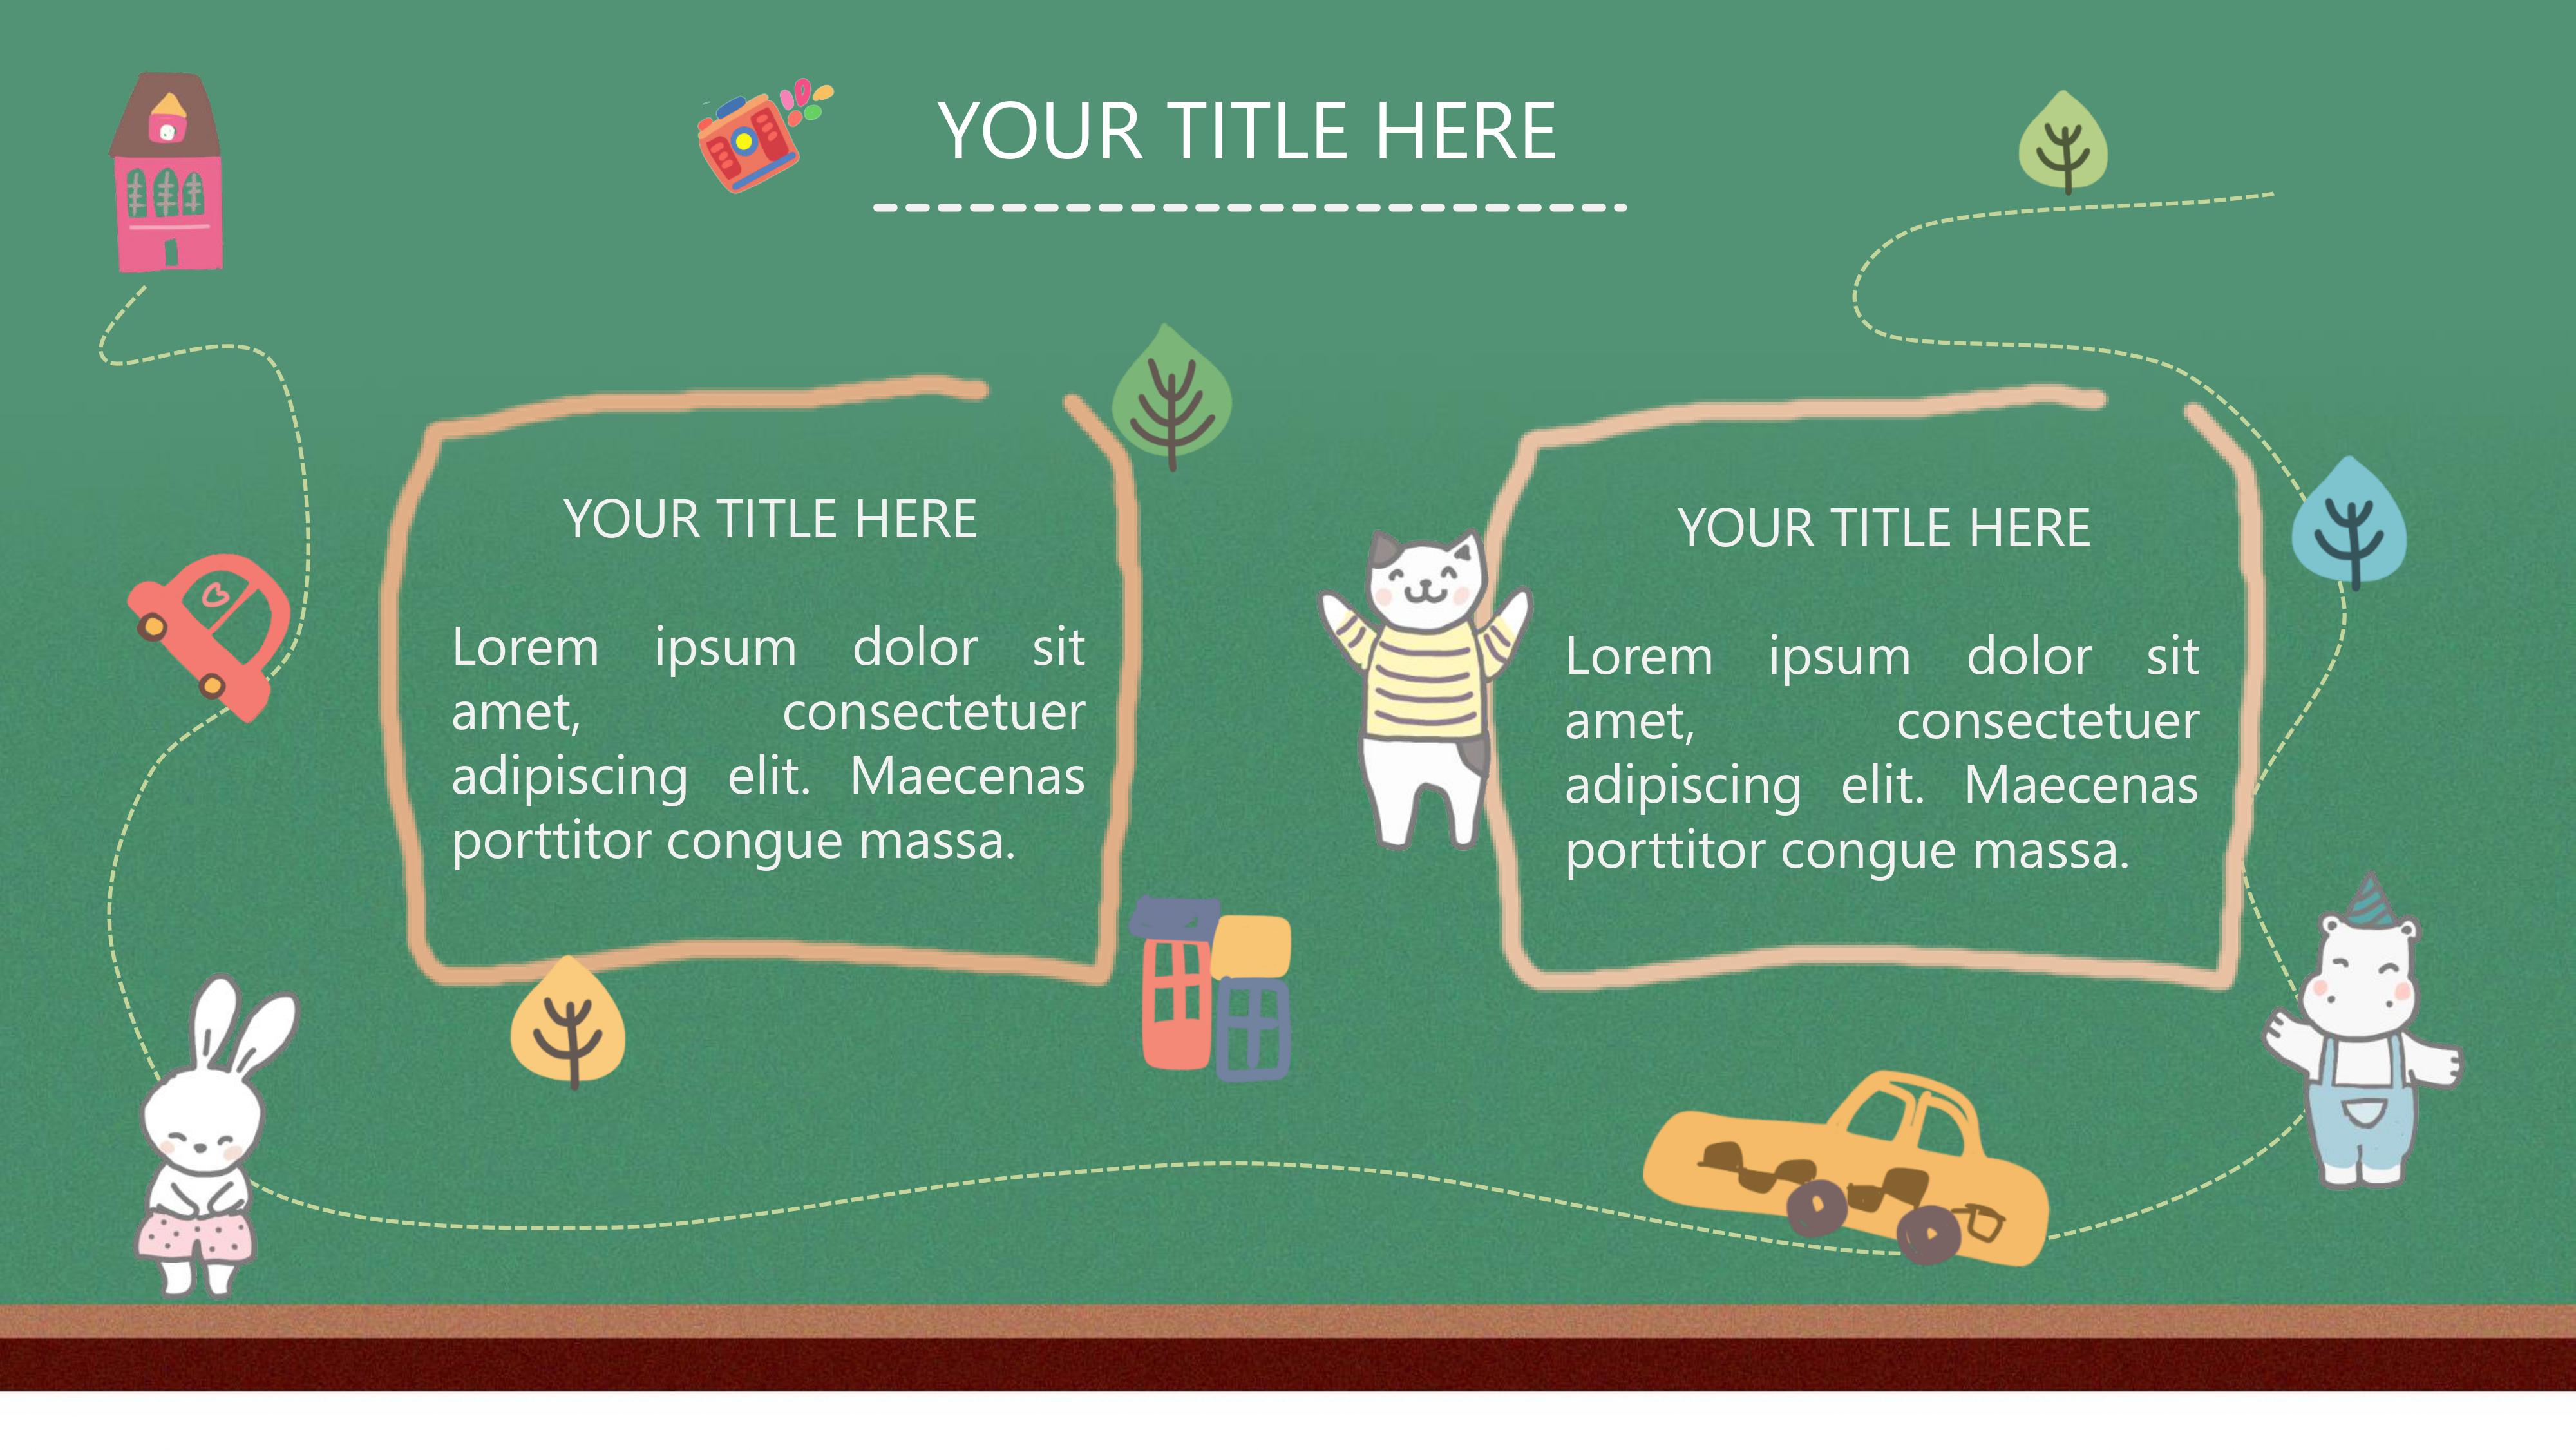 YOUR TITLE HERE
YOUR TITLE HERE
Lorem ipsum dolor sit
amet, consectetuer
adipiscing elit. Maecenas
porttitor congue massa.
YOUR TITLE HERE
Lorem ipsum dolor sit
amet, consectetuer
adipiscing elit. Maecenas
porttitor congue massa.